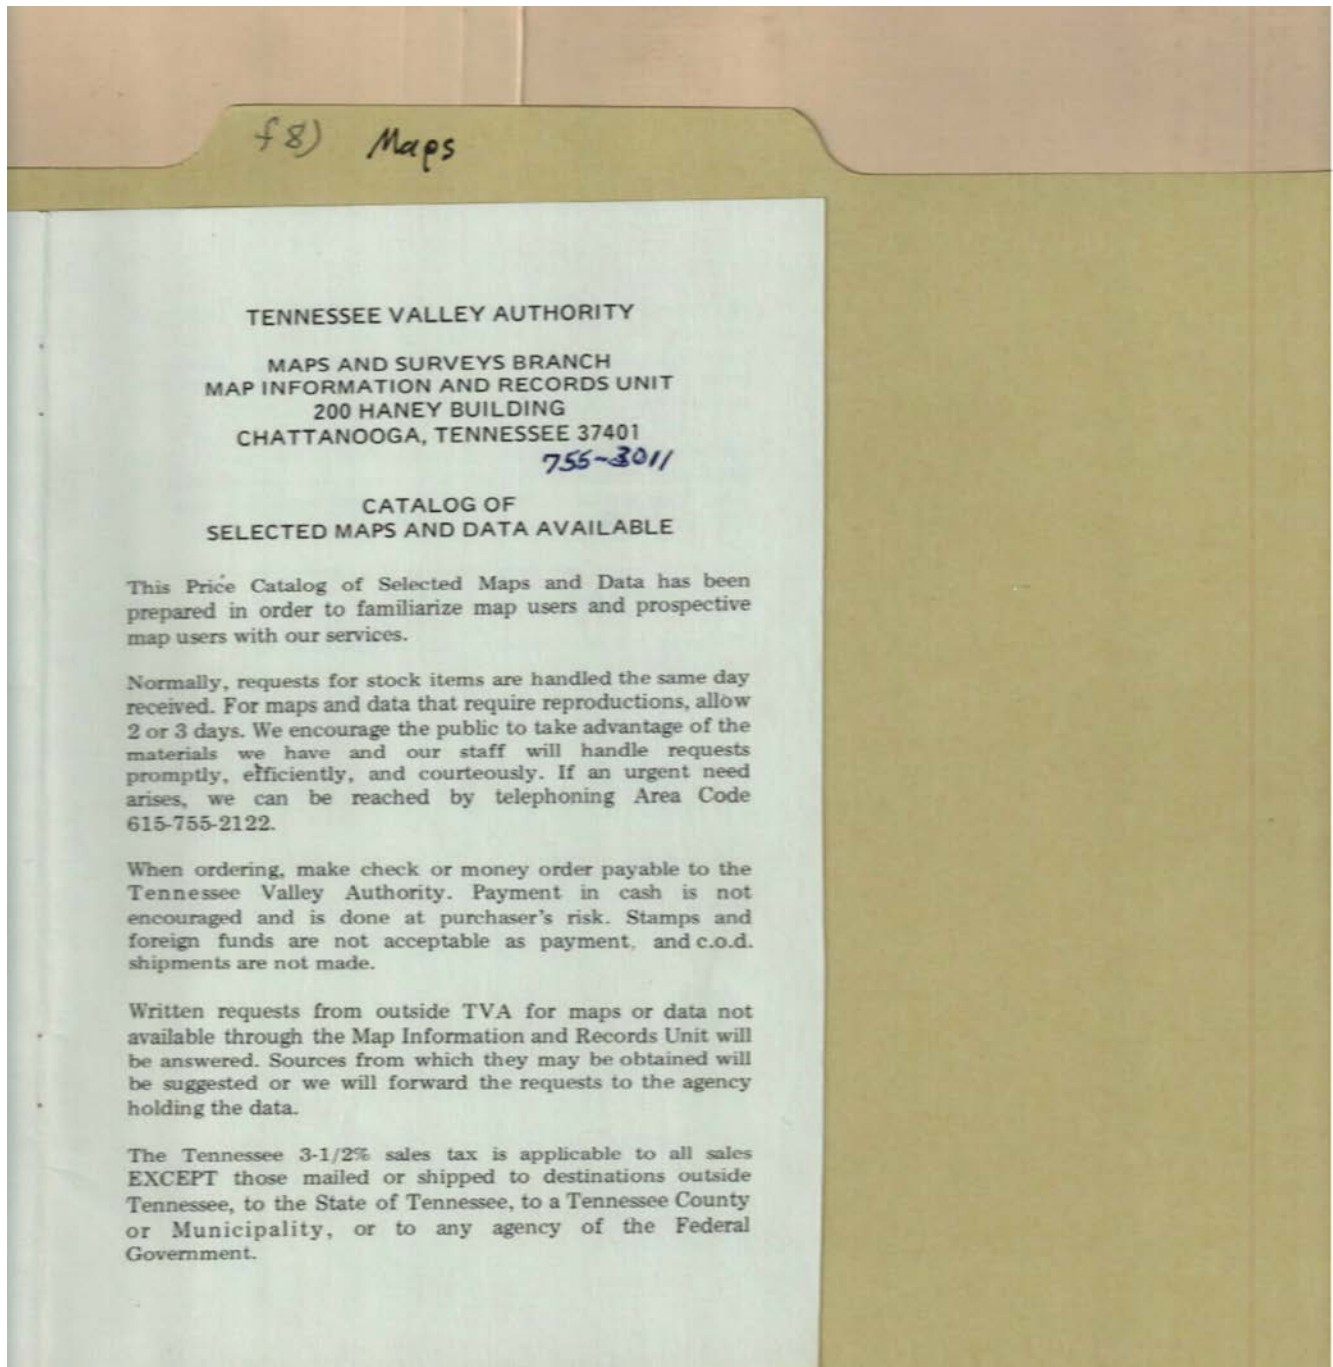 f8) Maps
TENNESSEE VALLEY AUTHORITY
MAPS AND SURVEYS BRANCH
MAP INFORMATION AND RECORDS UNIT
200 HANEY BUILDING
CHATTANOOGA, TENNESSEE 37401
755-3011
CATALOG OF
SELECTED MAPS AND DATA AVAILABLE
This Price Catalog of Selected Maps and Data has been
prepared in order to familiarize map users and prospective
map users with our services.
Normally, requests for stock items are handled the same day
received. For maps and data that require reproductions, allow
2 or 3 days. We encourage the public to take advantage of the
materials we have and our staff will handle requests
promptly, efficiently, and courteously. If an urgent need
arises, we can be reached by telephoning Area Code
615-755-2122.
When ordering, make check or money order payable to the
Tennessee Valley Authority. Payment in cash is not
encouraged and is done at purchaser's risk. Stamps and
foreign funds are not acceptable as payment, and c.o.d.
shipments are not made.
Written requests from outside TVA for maps or data not
available through the Map Information and Records Unit will
be answered. Sources from which they may be obtained will
be suggested or we will forward the requests to the agency
holding the data.
The Tennessee 3-1/2% sales tax is applicable to all sales
EXCEPT those mailed or shipped to destinations outside
Tennessee, to the State of Tennessee, to a Tennessee County
or Municipality, or to any agency of the Federal
Government.